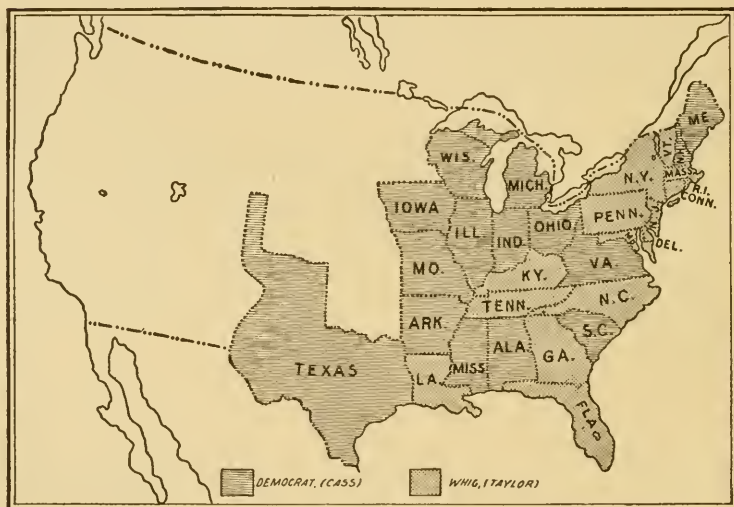 ME
VT.
N.H.
WIS.
MICH.
N.Y.
MASS
R.I.
CONN.
IOWA
ILL.
IND.
OHIO.
PENN.
N.J.
DEL.
MO.
KY.
VA.
TENN.
N.C.
ARK.
S.C.
TEXAS
LA.
MISS
ALA.
GA.
FLA.
DEMOCRAT, (CASS)
WHIG, (TAYLOR)